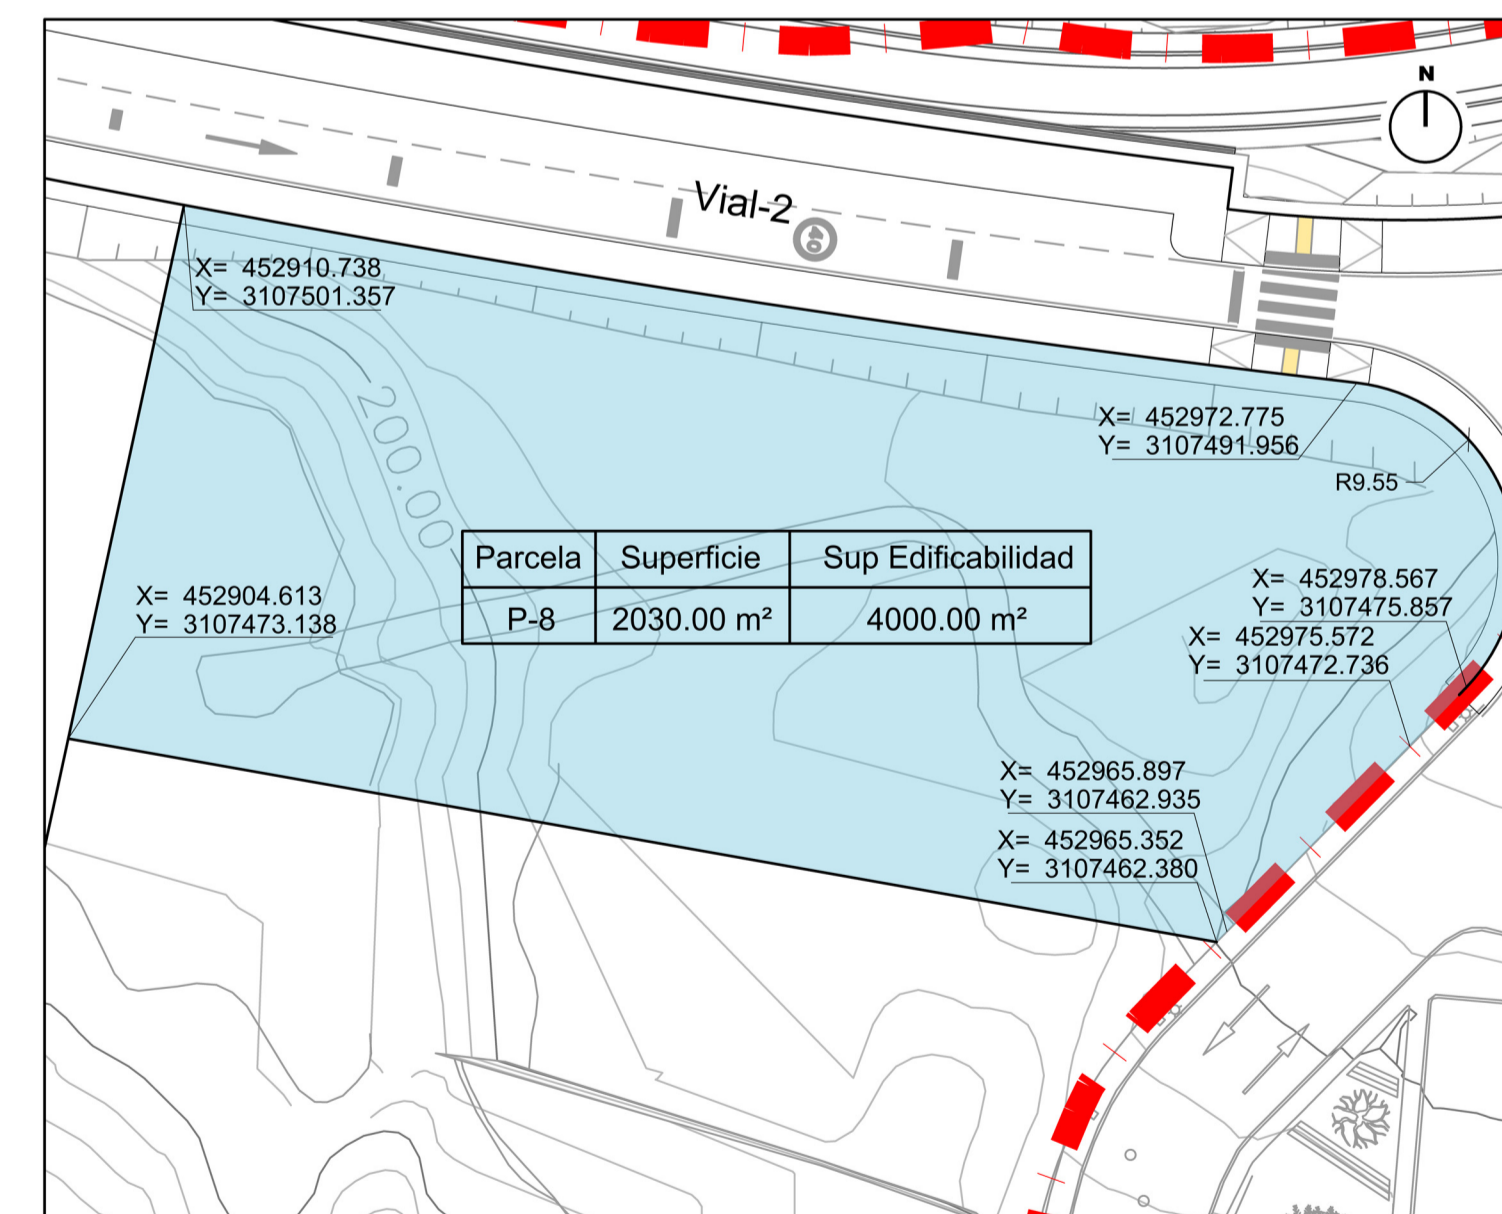 N
Vial-2
40
X= 452910.738
Y= 3107501.357
X= 452972.775
Y= 3107491.956
R9.55
200.00
Parcela Superficie Sup Edificabilidad
P-8 2030.00 m² 4000.00 m²
X= 452904.613
Y= 3107473.138
X= 452978.567
Y= 3107475.857
X= 452975.572
Y= 3107472.736
X= 452965.897
Y= 3107462.935
X= 452965.352
Y= 3107462.380